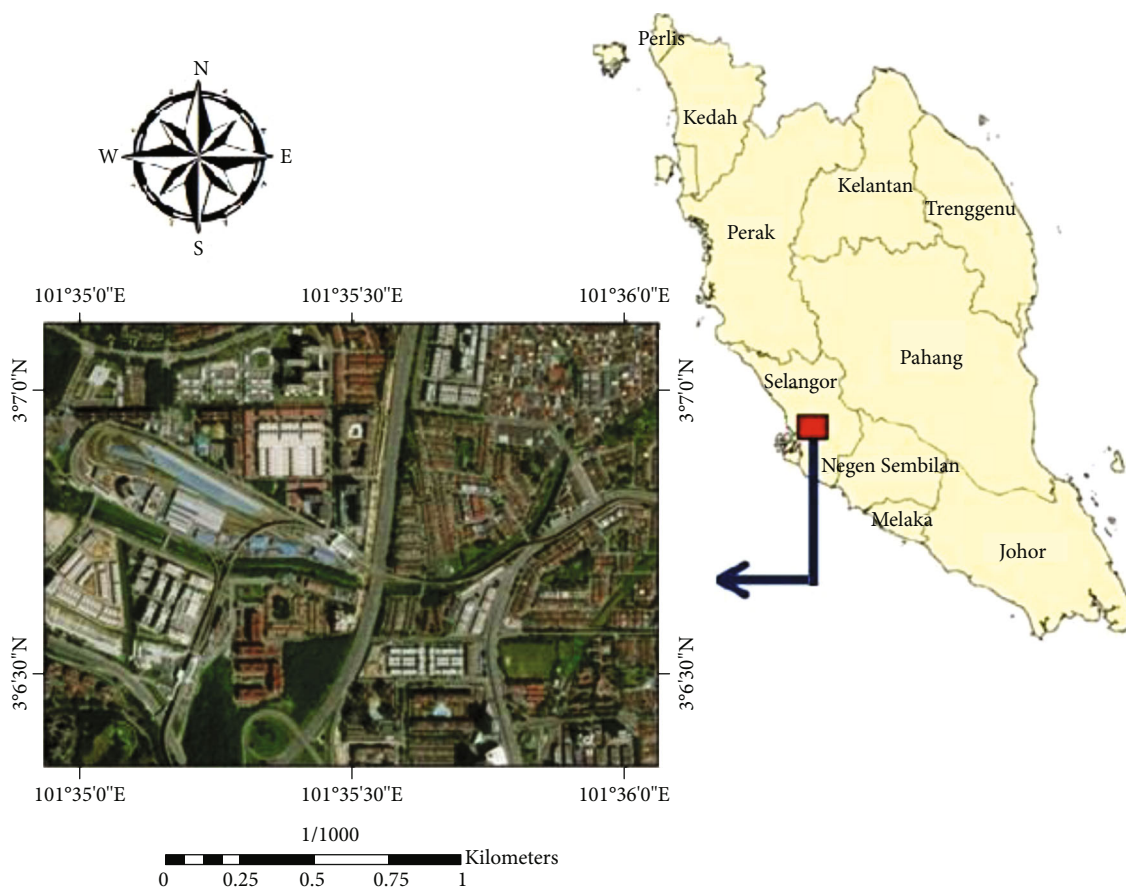 N
W
E
S
Perlis
Kedah
Kelantan
Trenggenu
Perak
Pahang
Selangor
Negen Sembilan
Melaka
Johor
101°35'0"E
101°35'30"E
101°36'0"E
3°7'0"N
3°7'0"N
3°6'30"N
3°6'30"N
101°35'0"E
101°35'30"E
101°36'0"E
1/1000
Kilometers
0 0.25 0.5 0.75 1